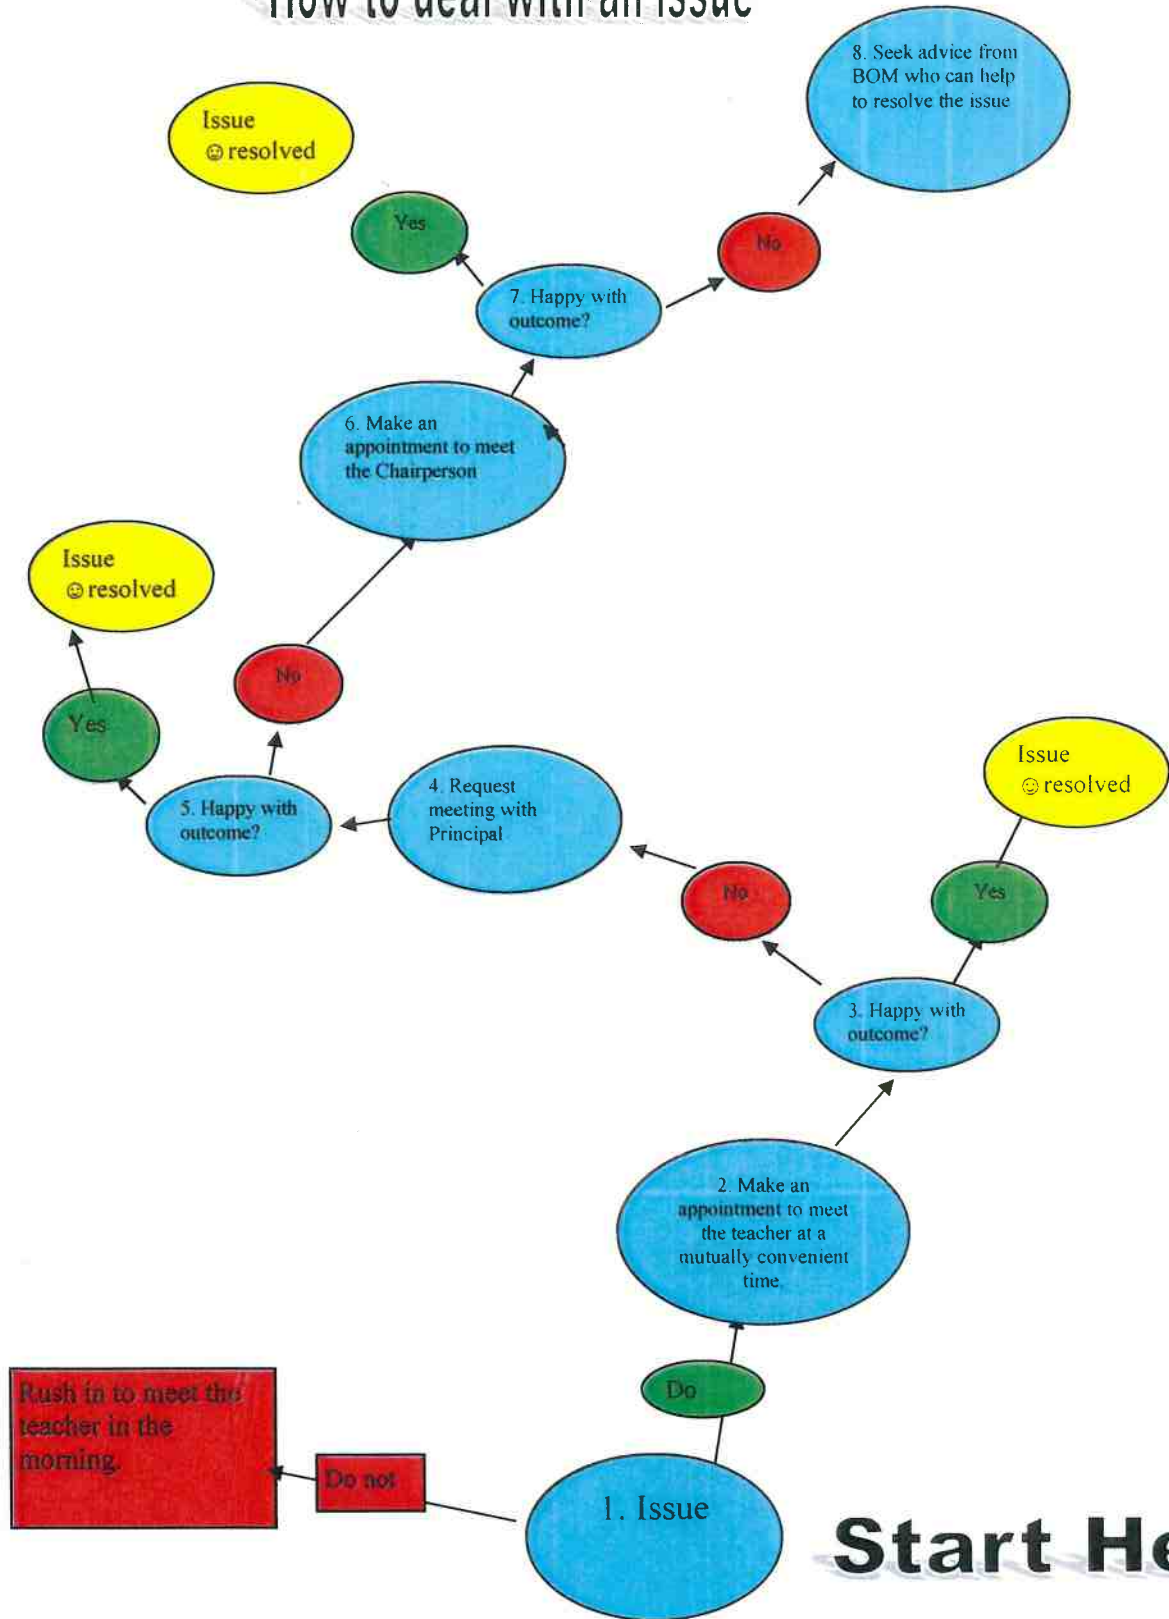 How to deal with an issue
8. Seek advice from
BOM who can help
to resolve the issue
Issue
☺ resolved
Yes
No
7. Happy with
outcome?
6. Make an
appointment to meet
the Chairperson
Issue
☺ resolved
No
Yes
5. Happy with
outcome?
4. Request
meeting with
Principal
Issue
☺ resolved
No
Yes
3. Happy with
outcome?
2. Make an
appointment to meet
the teacher at a
mutually convenient
time.
Do
Rush in to meet the
teacher in the
morning.
Do not
1. Issue
Start He